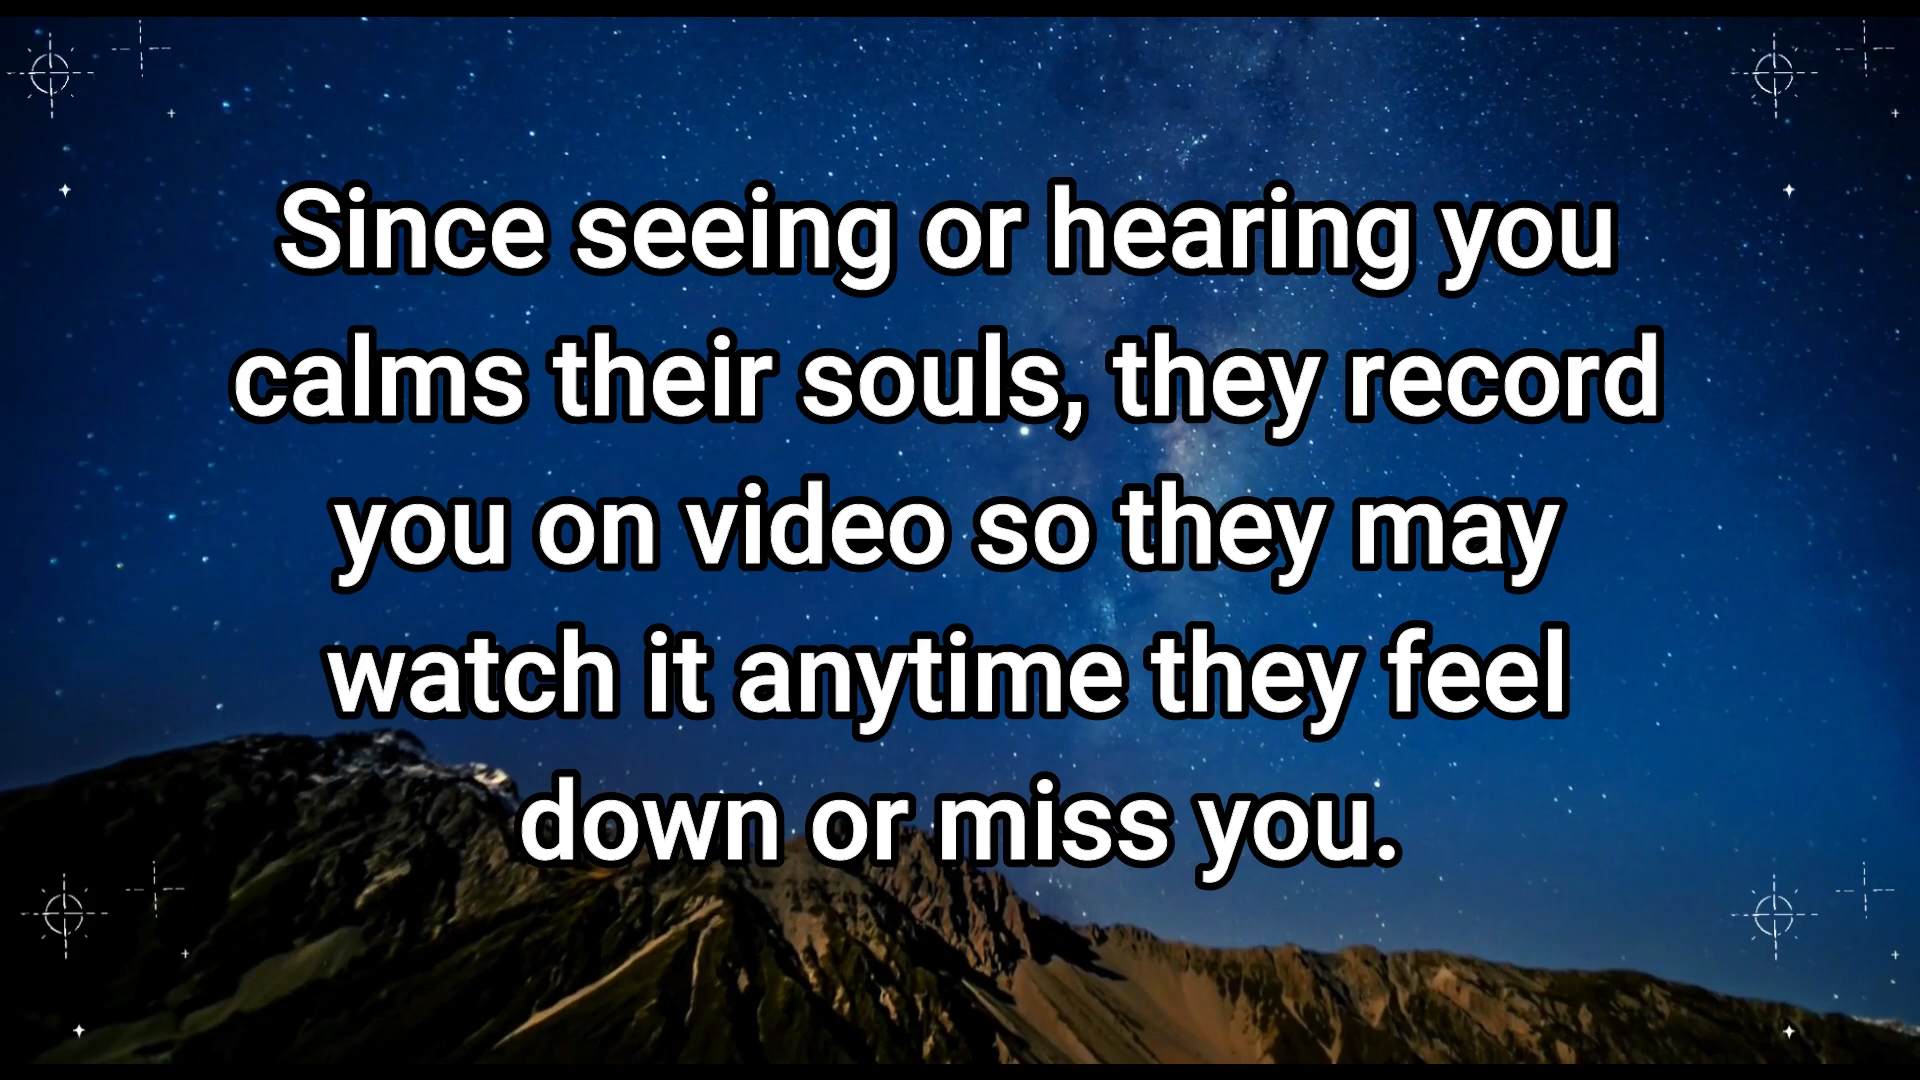 Since seeing or hearing you
calms their souls, they record
you on video so they may
watch it anytime they feel
down or miss you.